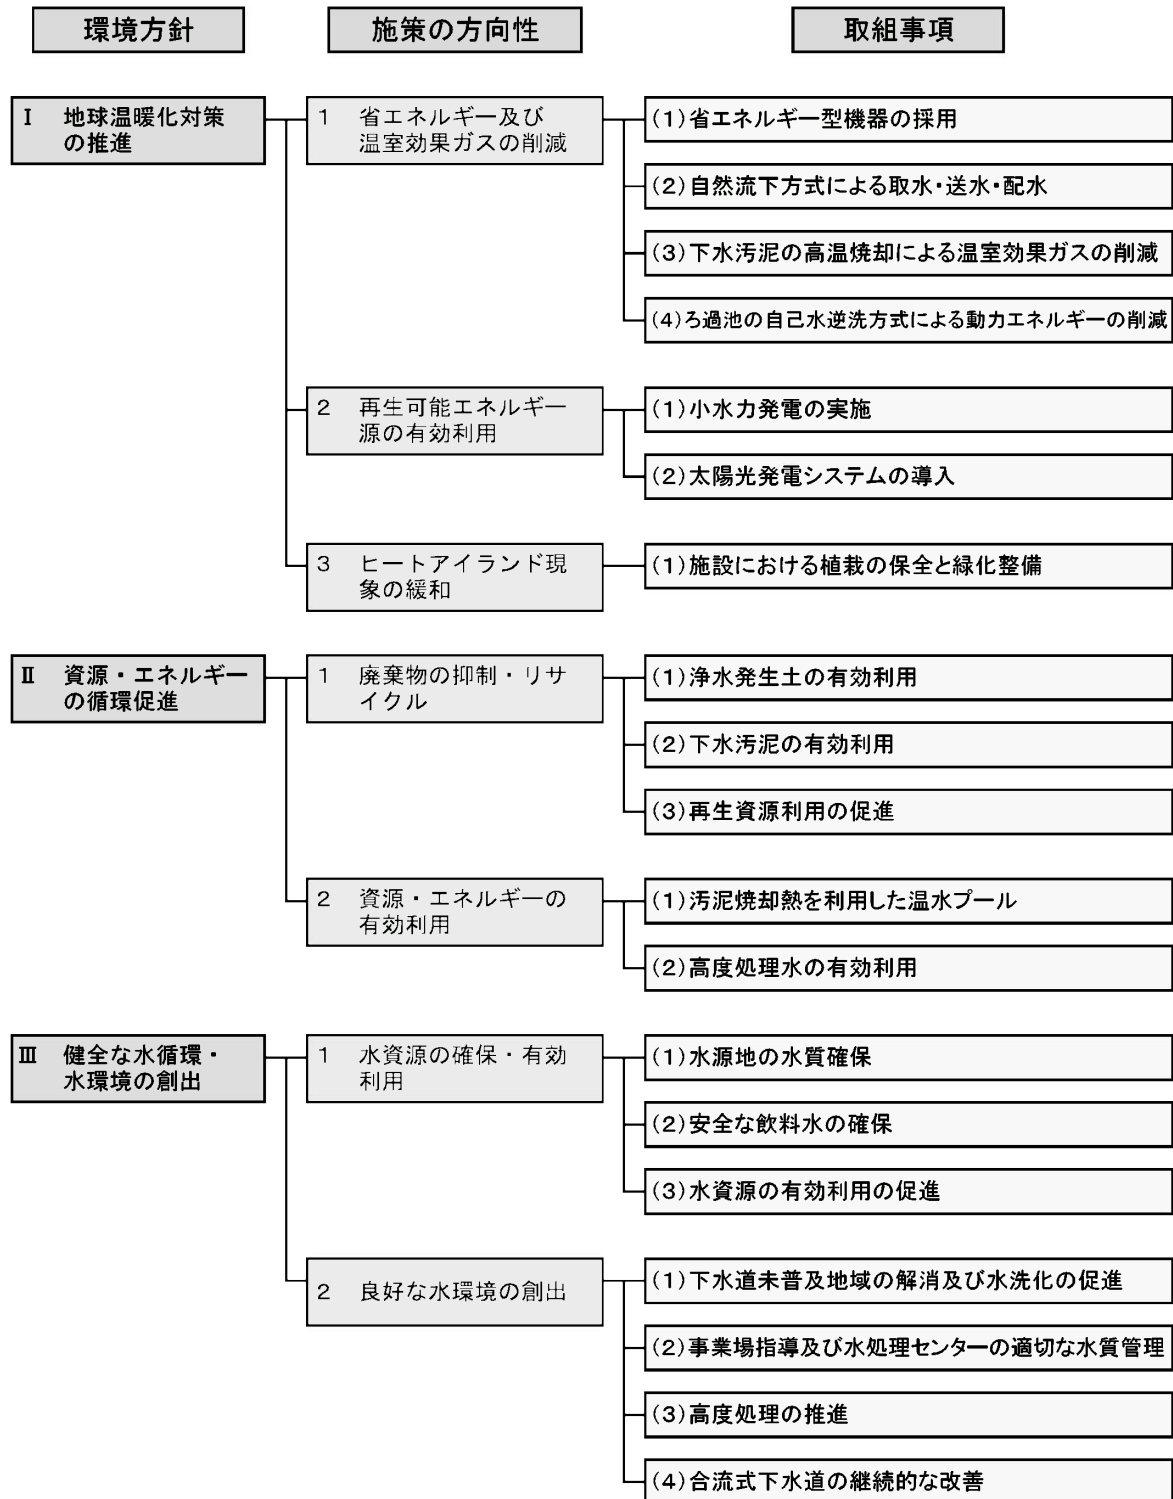 環境方針
施策の方向性
取組事項
Ⅰ 地球温暖化対策
の推進
1 省エネルギー及び
温室効果ガスの削減
(1)省エネルギー型機器の採用
(2)自然流下方式による取水・送水・配水
(3)下水汚泥の高温焼却による温室効果ガスの削減
(4)ろ過池の自己水逆洗方式による動力エネルギーの削減
2 再生可能エネルギー
源の有効利用
(1)小水力発電の実施
(2)太陽光発電システムの導入
3 ヒートアイランド現
象の緩和
(1)施設における植栽の保全と緑化整備
Ⅱ 資源・エネルギー
の循環促進
1 廃棄物の抑制・リサ
イクル
(1)浄水発生土の有効利用
(2)下水汚泥の有効利用
(3)再生資源利用の促進
2 資源・エネルギーの
有効利用
(1)汚泥焼却熱を利用した温水プール
(2)高度処理水の有効利用
Ⅲ 健全な水循環・
水環境の創出
1 水資源の確保・有効
利用
(1)水源地の水質確保
(2)安全な飲料水の確保
(3)水資源の有効利用の促進
2 良好な水環境の創出
(1)下水道未普及地域の解消及び水洗化の促進
(2)事業場指導及び水処理センターの適切な水質管理
(3)高度処理の推進
(4)合流式下水道の継続的な改善